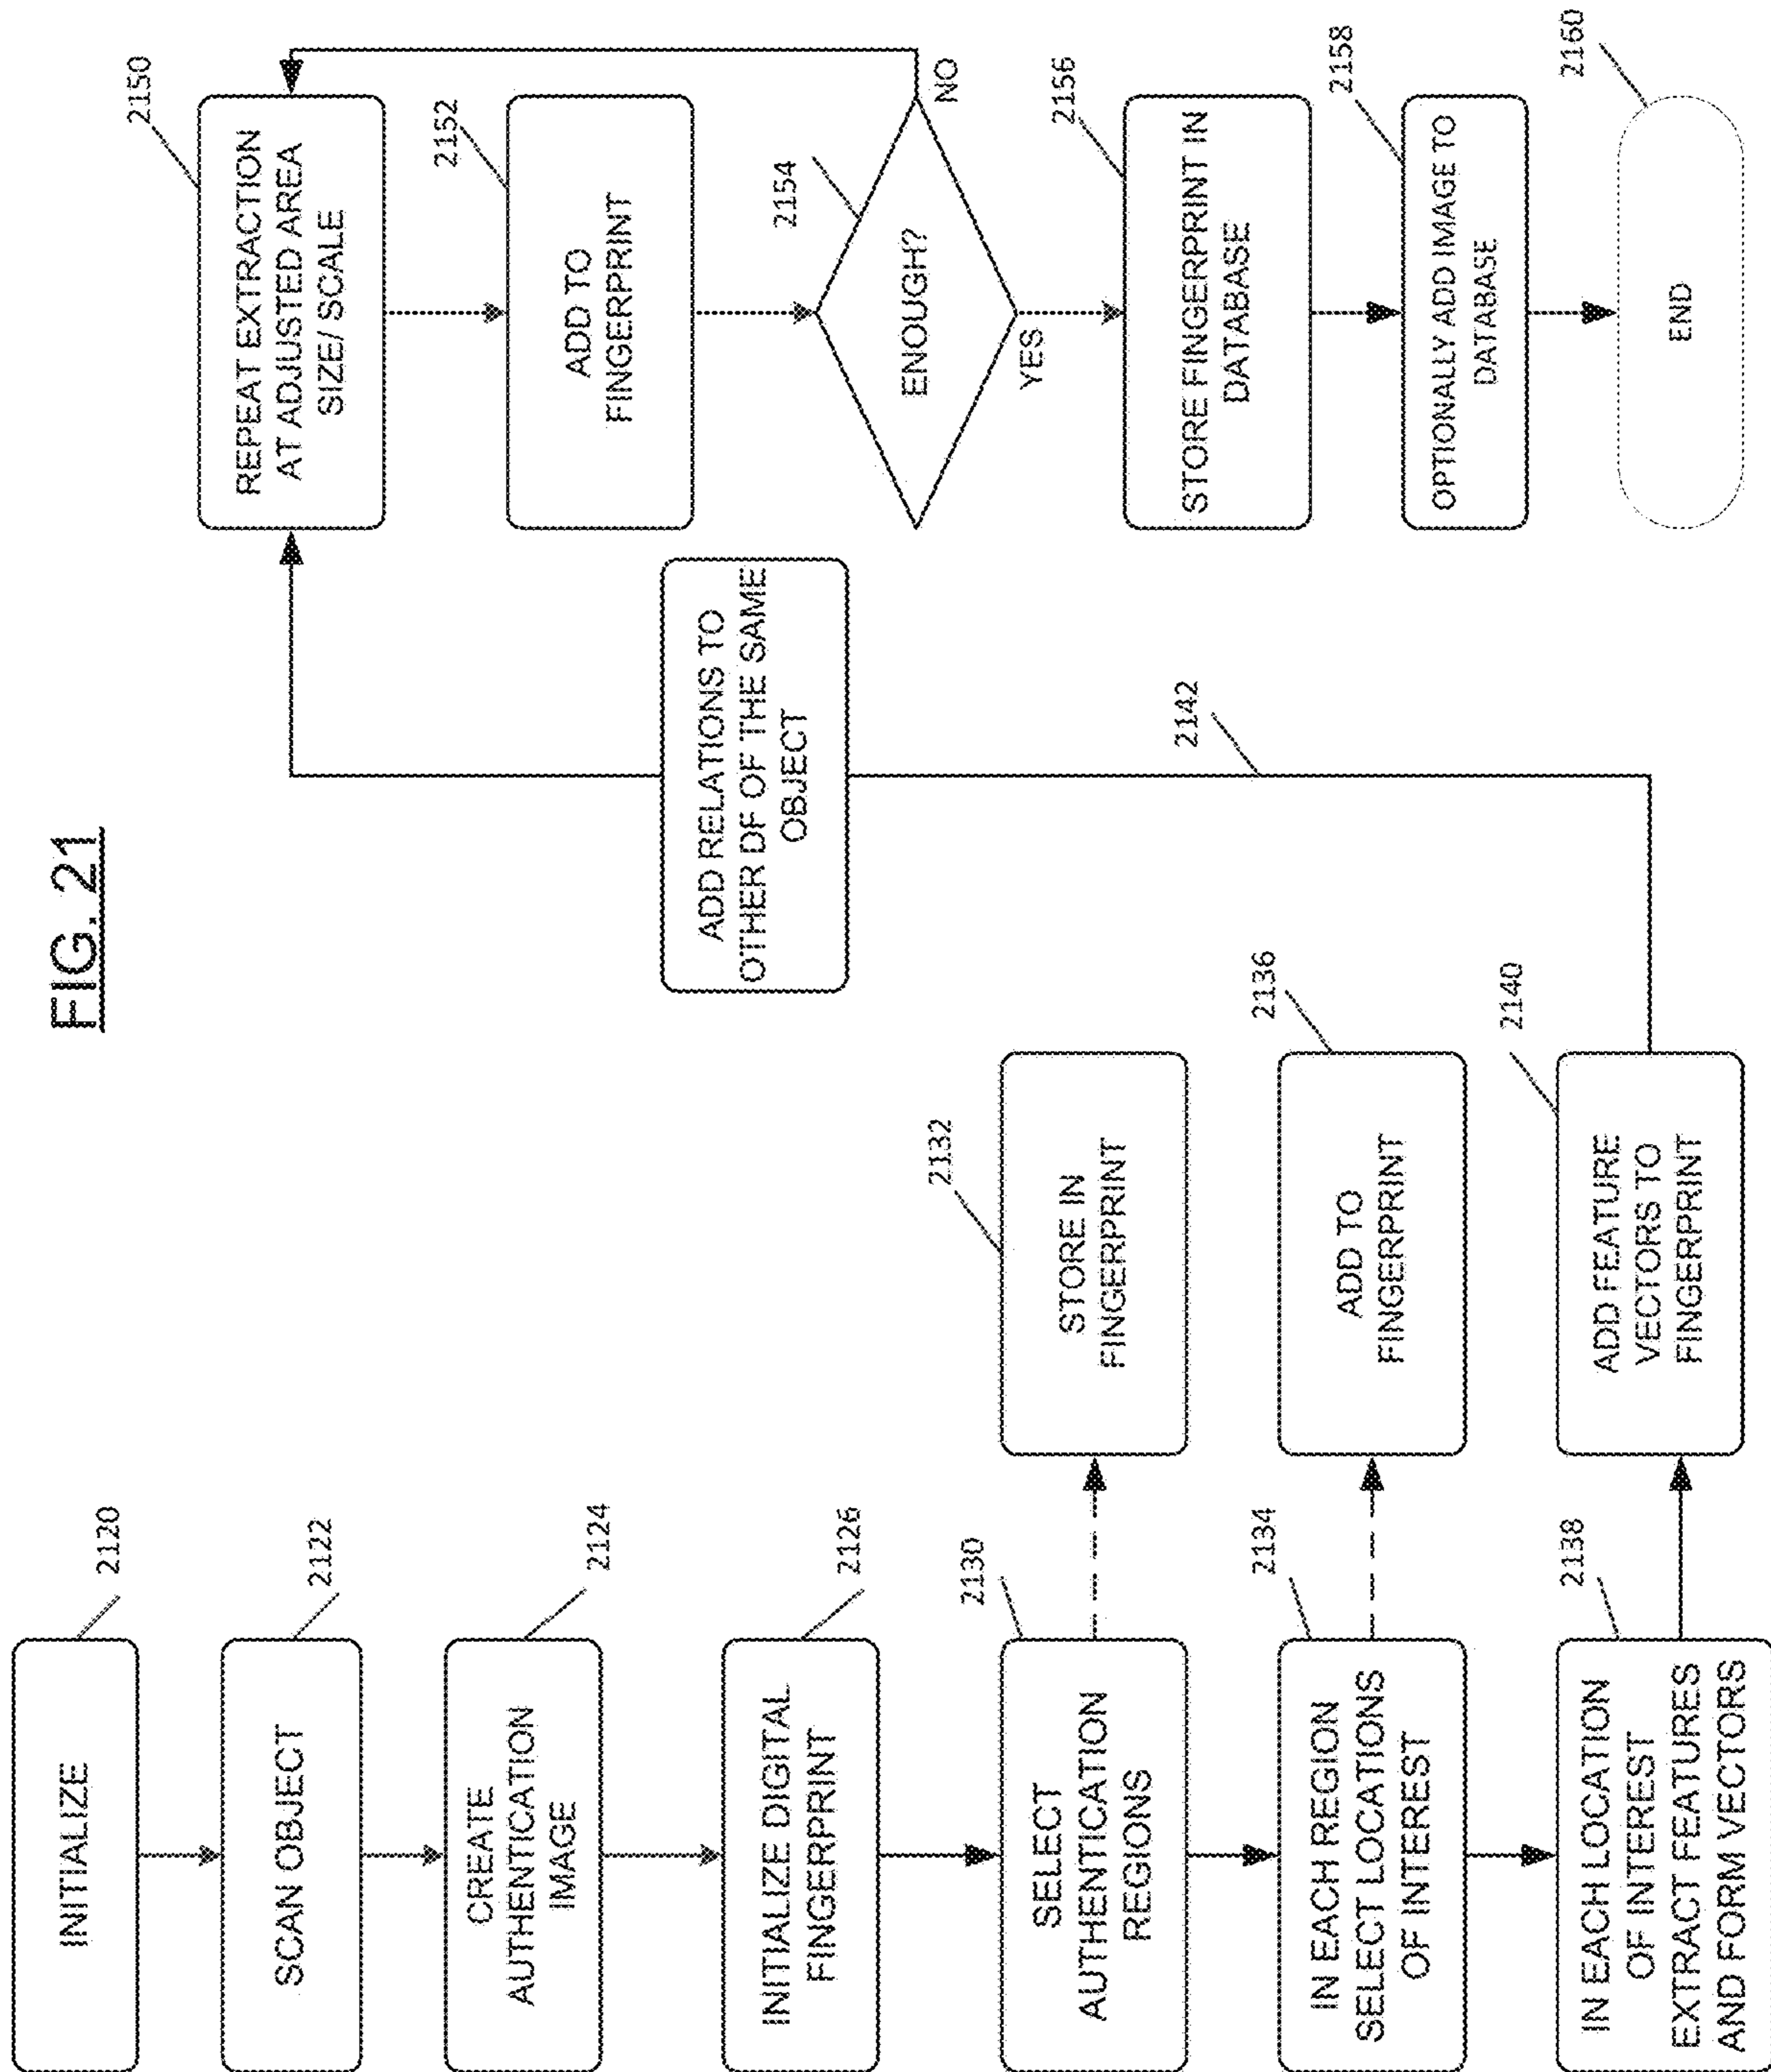 FIG. 21
INITIALIZE
2120
SCAN OBJECT
2122
CREATE
AUTHENTICATION
IMAGE
2124
INITIALIZE DIGITAL
FINGERPRINT
2126
SELECT
AUTHENTICATION
REGIONS
2130
STORE IN
FINGERPRINT
2132
IN EACH REGION
SELECT LOCATIONS
OF INTEREST
2134
ADD TO
FINGERPRINT
2136
IN EACH LOCATION
OF INTEREST
EXTRACT FEATURES
AND FORM VECTORS
2138
ADD FEATURE
VECTORS TO
FINGERPRINT
2140
2142
ADD RELATIONS TO
OTHER DF OF THE SAME
OBJECT
REPEAT EXTRACTION
AT ADJUSTED AREA
SIZE/ SCALE
2150
ADD TO
FINGERPRINT
2152
ENOUGH?
2154
NO
YES
STORE FINGERPRINT IN
DATABASE
2156
OPTIONALLY ADD IMAGE TO
DATABASE
2158
END
2160